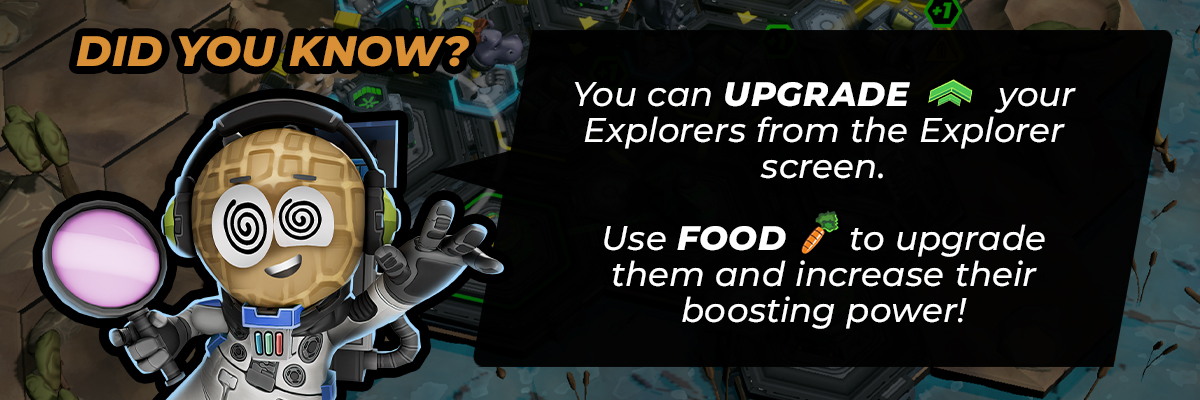 DID YOU KNOW?
+1
You can UPGRADE your
Explorers from the Explorer
screen.
Use FOOD to upgrade
them and increase their
boosting power!